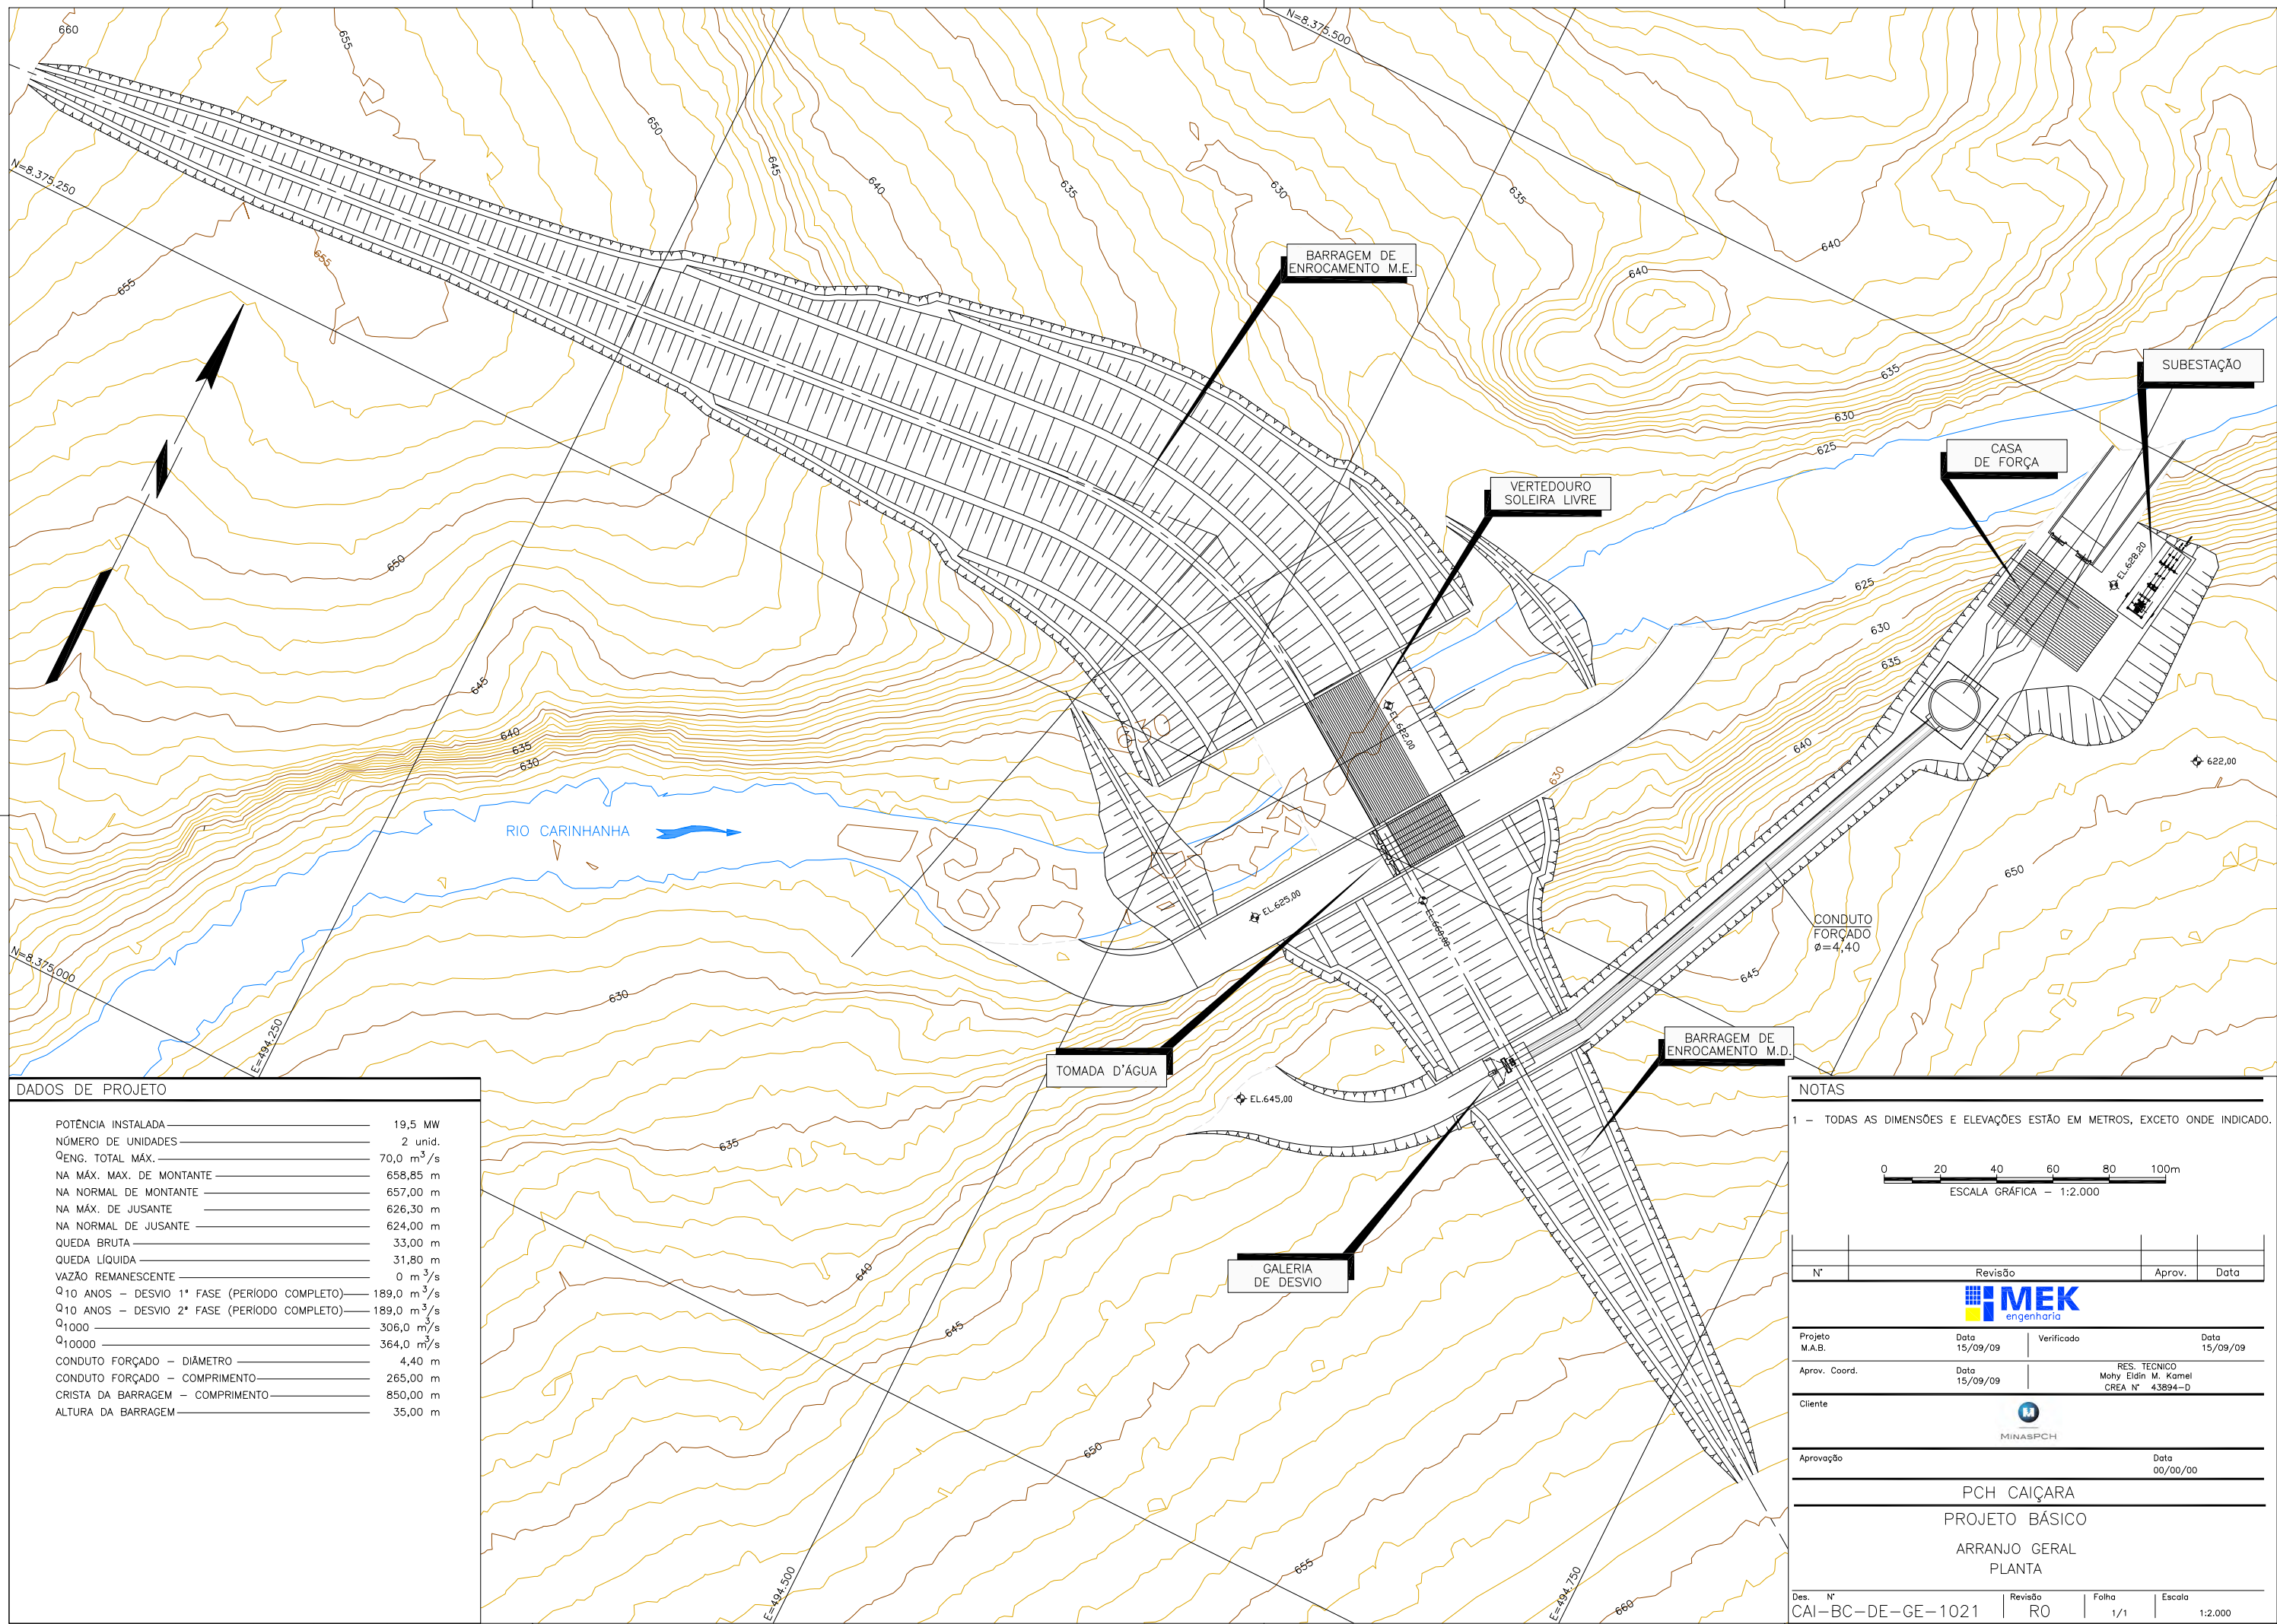 660
655
650
645
640
635
630
635
640
640
635
630
625
625
630
635
640
650
645
655
655
650
645
640
635
630
630
630
630
635
640
645
650
655
660
N=8.375.500
N=8.375.250
N=8.375.000
E=494.250
E=494.500
E=494.750
BARRAGEM DE
ENROCAMENTO M.E.
VERTEDOURO
SOLEIRA LIVRE
CASA
DE FORÇA
SUBESTAÇÃO
EL.628,20
EL.622,00
622,00
RIO CARINHANHA
EL.625,00
EL.660,00
CONDUTO
FORÇADO
ø=4,40
BARRAGEM DE
ENROCAMENTO M.D.
TOMADA D'ÁGUA
EL.645,00
GALERIA
DE DESVIO
DADOS DE PROJETO
POTÊNCIA INSTALADA 19,5 MW
NÚMERO DE UNIDADES 2 unid.
QENG. TOTAL MÁX. 70,0 m³/s
NA MÁX. MAX. DE MONTANTE 658,85 m
NA NORMAL DE MONTANTE 657,00 m
NA MÁX. DE JUSANTE 626,30 m
NA NORMAL DE JUSANTE 624,00 m
QUEDA BRUTA 33,00 m
QUEDA LÍQUIDA 31,80 m
VAZÃO REMANESCENTE 0 m³/s
Q10 ANOS - DESVIO 1ª FASE (PERÍODO COMPLETO) 189,0 m³/s
Q10 ANOS - DESVIO 2ª FASE (PERÍODO COMPLETO) 189,0 m³/s
Q1000 306,0 m³/s
Q10000 364,0 m³/s
CONDUTO FORÇADO - DIÂMETRO 4,40 m
CONDUTO FORÇADO - COMPRIMENTO 265,00 m
CRISTA DA BARRAGEM - COMPRIMENTO 850,00 m
ALTURA DA BARRAGEM 35,00 m
NOTAS
1 - TODAS AS DIMENSÕES E ELEVAÇÕES ESTÃO EM METROS, EXCETO ONDE INDICADO.
0 20 40 60 80 100m
ESCALA GRÁFICA - 1:2.000
N° Revisão Aprov. Data
MEK
engenharia
Projeto Data Verificado Data
M.A.B. 15/09/09 15/09/09
Aprov. Coord. Data RES. TECNICO
15/09/09 Mohy Eldin M. Kamel
CREA N° 43894-D
Cliente
M
MINASPCH
Aprovação Data
00/00/00
PCH CAIÇARA
PROJETO BÁSICO
ARRANJO GERAL
PLANTA
Des. N° Revisão Folha Escala
CAI-BC-DE-GE-1021 R0 1/1 1:2.000